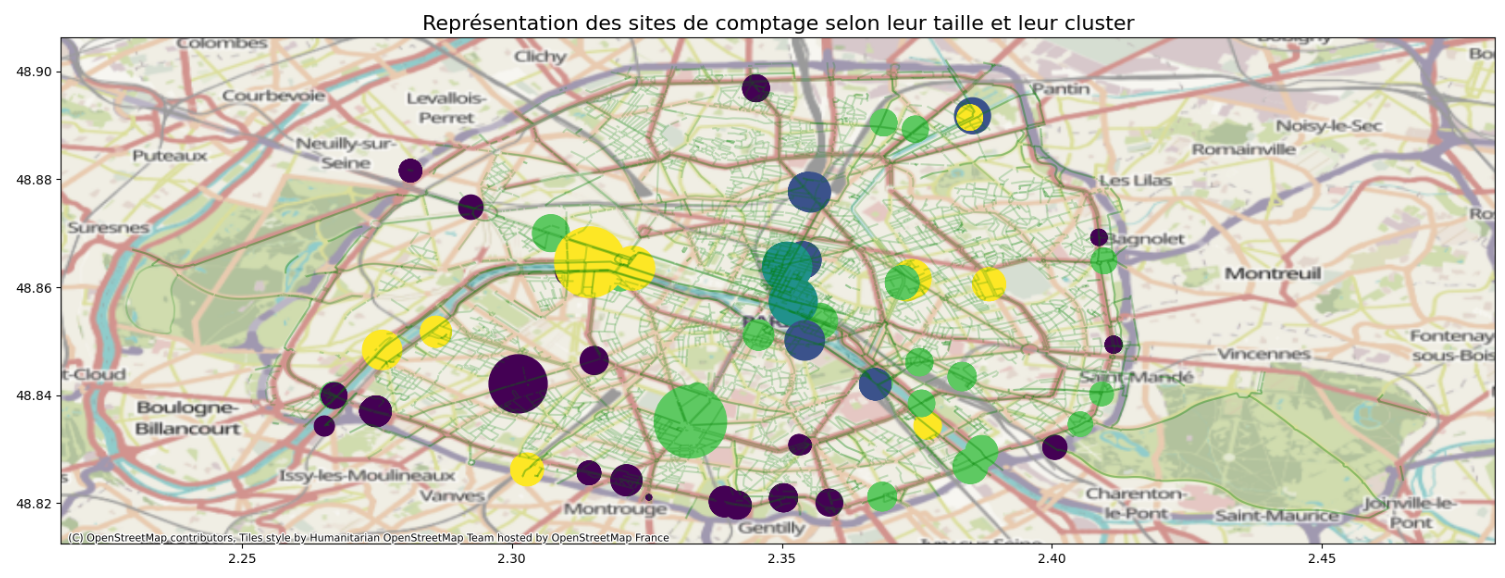 Représentation des sites de comptage selon leur taille et leur cluster
48.90
48.88
48.86
48.84
48.82
2.25
2.30
2.35
2.40
2.45
Colombes
Clichy
Courbevoie
Levallois-
Perret
Pantin
Noisy-le-Sec
Puteaux
Neuilly-sur-
Seine
Romainville
Les Lilas
Suresnes
Bagnolet
Montreuil
Fontenay
sous-Bois
Vincennes
t-Cloud
Saint-Mandé
Boulogne-
Billancourt
Issy-les-Moulineaux
Vanves
Montrouge
Gentilly
Charenton-
le-Pont
Saint-Maurice
Joinville-le-
Pont
(C) OpenStreetMap contributors, Tiles style by Humanitarian OpenStreetMap Team hosted by OpenStreetMap France